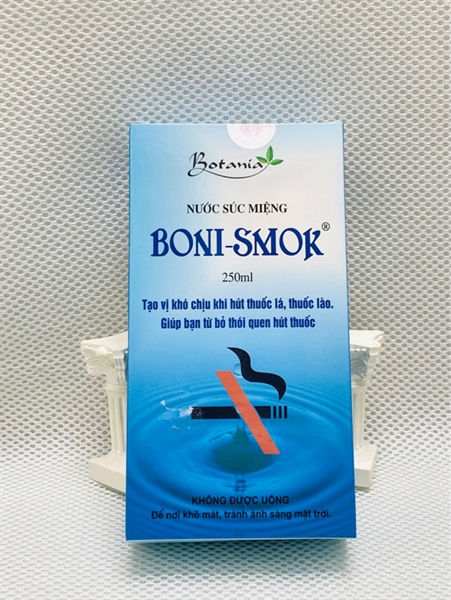 Botania
NƯỚC SÚC MIỆNG
BONI-SMOK®
250ml
Tạo vị khó chịu khi hút thuốc lá, thuốc lào.
Giúp bạn từ bỏ thói quen hút thuốc
KHÔNG ĐƯỢC UỐNG
Để nơi khô mát, tránh ánh sáng mặt trời.